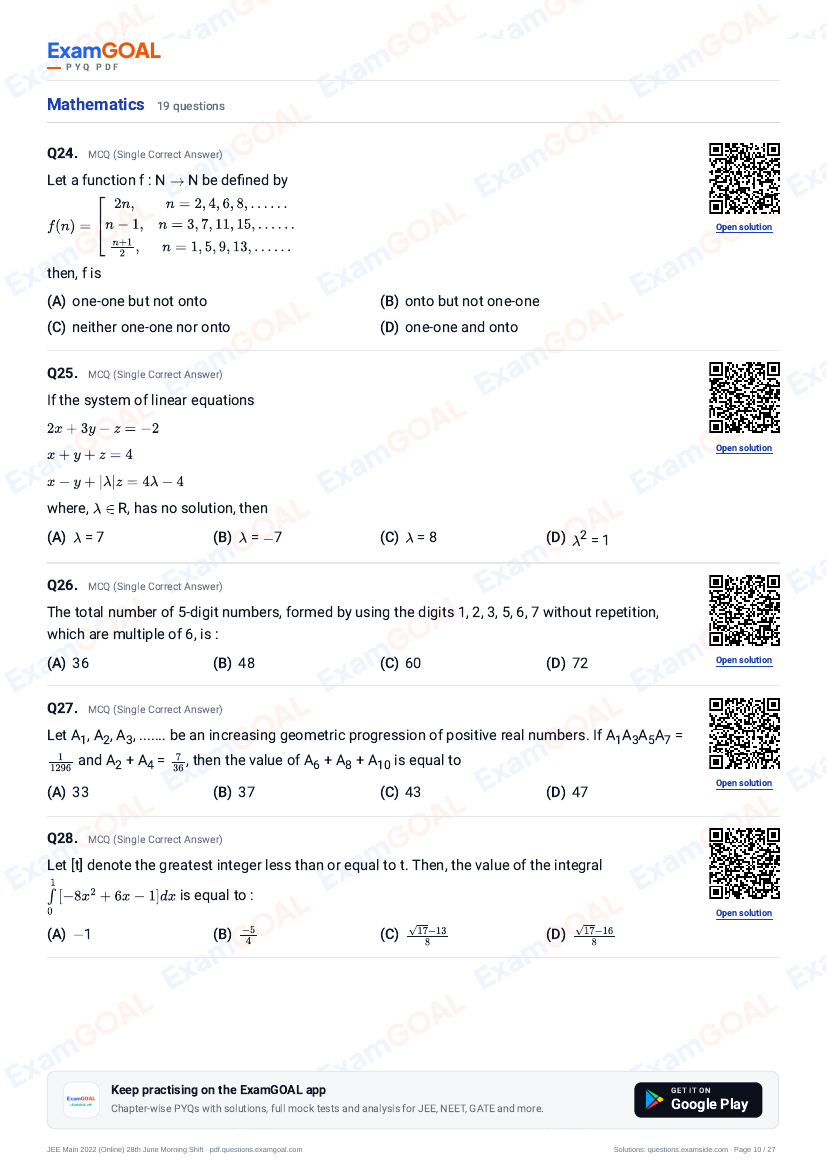 ExamGOAL
PYQ PDF
Mathematics 19 questions
Q24. MCQ (Single Correct Answer)
Let a function f : N → N be defined by
f(n) = [ 2n, n = 2, 4, 6, 8, . . . . . .
n − 1, n = 3, 7, 11, 15, . . . . . .
(n+1)/2, n = 1, 5, 9, 13, . . . . . .
then, f is
(A) one-one but not onto (B) onto but not one-one
(C) neither one-one nor onto (D) one-one and onto
Open solution
Q25. MCQ (Single Correct Answer)
If the system of linear equations
2x + 3y − z = −2
x + y + z = 4
x − y + |λ|z = 4λ − 4
where, λ ∈ R, has no solution, then
(A) λ = 7 (B) λ = −7 (C) λ = 8 (D) λ² = 1
Open solution
Q26. MCQ (Single Correct Answer)
The total number of 5-digit numbers, formed by using the digits 1, 2, 3, 5, 6, 7 without repetition,
which are multiple of 6, is :
(A) 36 (B) 48 (C) 60 (D) 72
Open solution
Q27. MCQ (Single Correct Answer)
Let A₁, A₂, A₃, ....... be an increasing geometric progression of positive real numbers. If A₁A₃A₅A₇ =
1/1296 and A₂ + A₄ = 7/36, then the value of A₆ + A₈ + A₁₀ is equal to
(A) 33 (B) 37 (C) 43 (D) 47
Open solution
Q28. MCQ (Single Correct Answer)
Let [t] denote the greatest integer less than or equal to t. Then, the value of the integral
∫₀¹ [−8x² + 6x − 1]dx is equal to :
(A) −1 (B) −5/4 (C) (√17−13)/8 (D) (√17−16)/8
Open solution
Keep practising on the ExamGOAL app
Chapter-wise PYQs with solutions, full mock tests and analysis for JEE, NEET, GATE and more.
GET IT ON
Google Play
JEE Main 2022 (Online) 28th June Morning Shift · pdf.questions.examgoal.com Solutions: questions.examside.com · Page 10 / 27